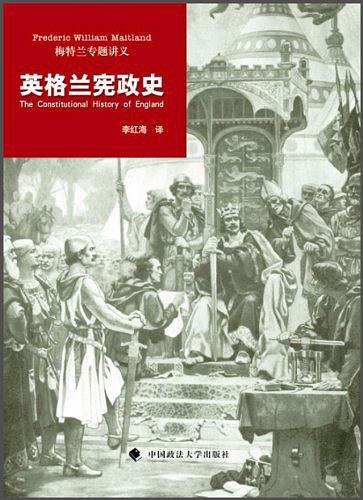 Frederic William Maitland
梅特兰专题讲义
英格兰宪政史
The Constitutional History of England
李红海 译
中国政法大学出版社